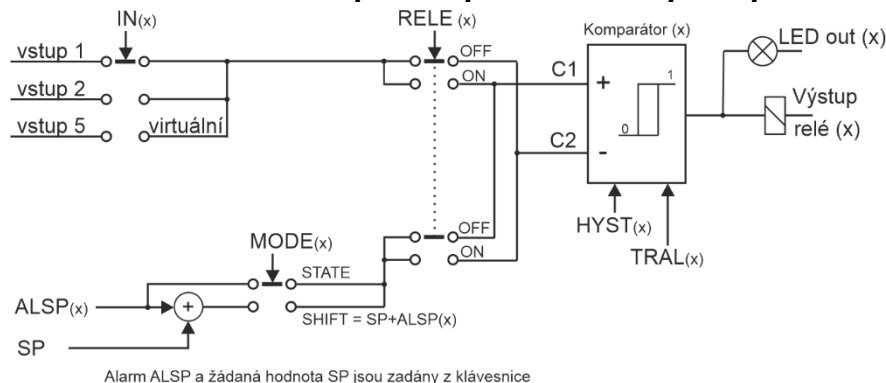 IN(x)
RELE (x)
Komparátor (x)
LED out (x)
vstup 1
OFF
ON
C1
+
1
0
vstup 2
vstup 5
virtuální
C2
-
Výstup
relé (x)
HYST(x)
TRAL(x)
OFF
ON
MODE(x)
STATE
ALSP(x)
+
SHIFT = SP+ALSP(x)
SP
Alarm ALSP a žádaná hodnota SP jsou zadány z klávesnice